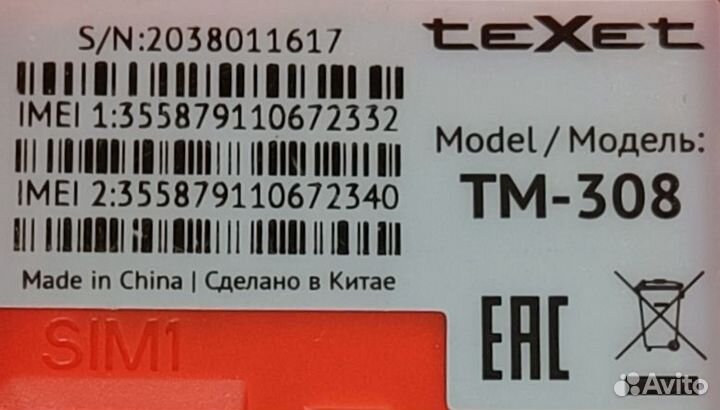 S/N:2038011617
IMEI 1:355879110672332
IMEI 2:355879110672340
Made in China | Сделано в Китае
teXet
Model / Модель:
TM-308
EAC
SIM1
Avito